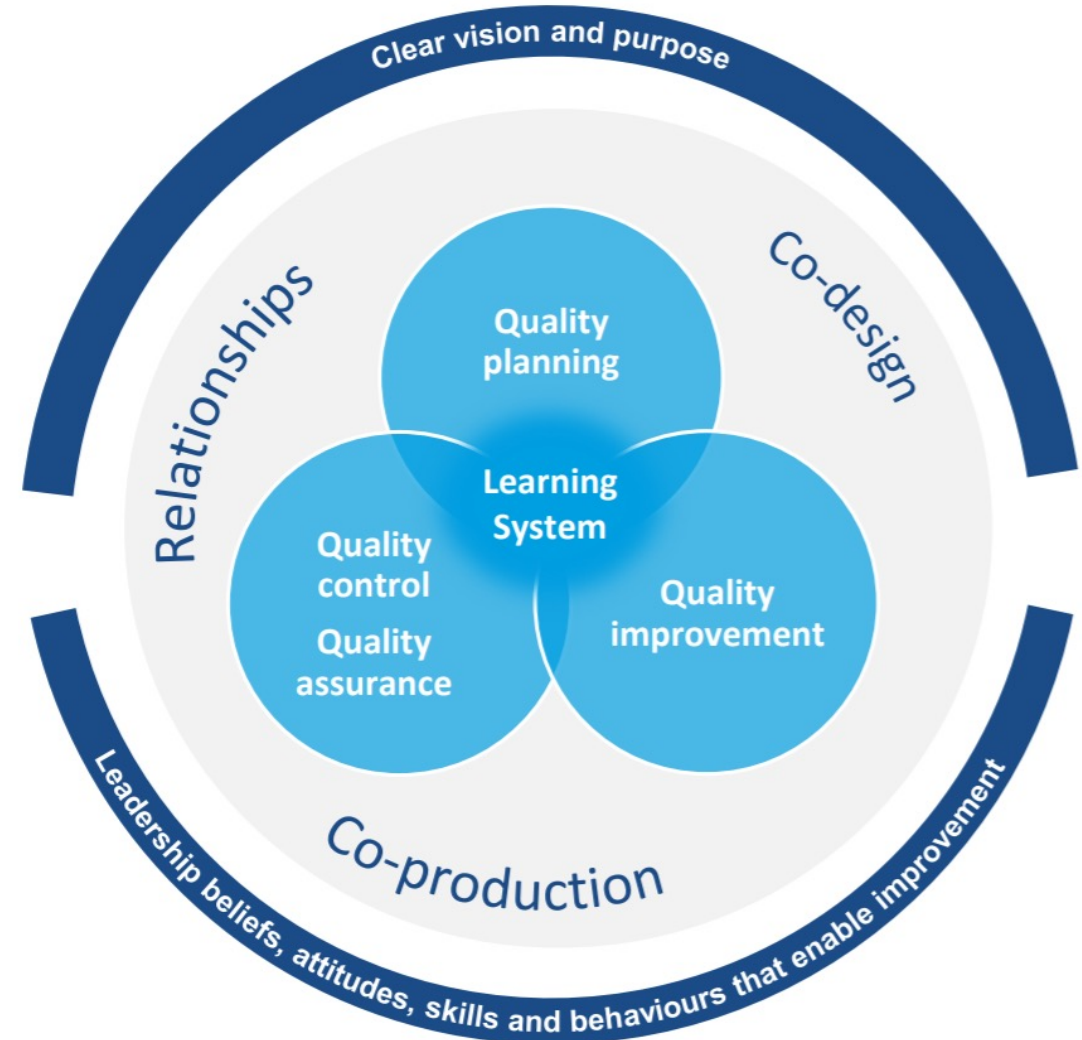 Clear vision and purpose
Relationships
Co-design
Quality
planning
Learning
System
Quality
control
Quality
assurance
Quality
improvement
Co-production
Leadership beliefs, attitudes, skills and behaviours that enable improvement